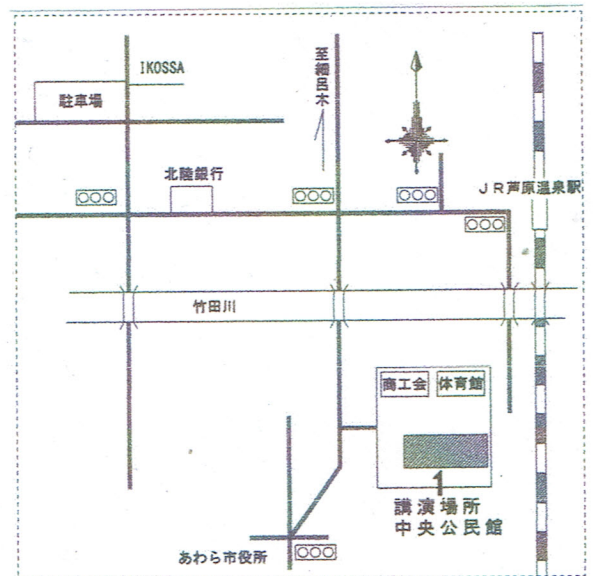 IKOSSA
至細呂木
駐車場
北陸銀行
JR芦原温泉駅
竹田川
商工会
体育館
1
講演場所
中央公民館
あわら市役所